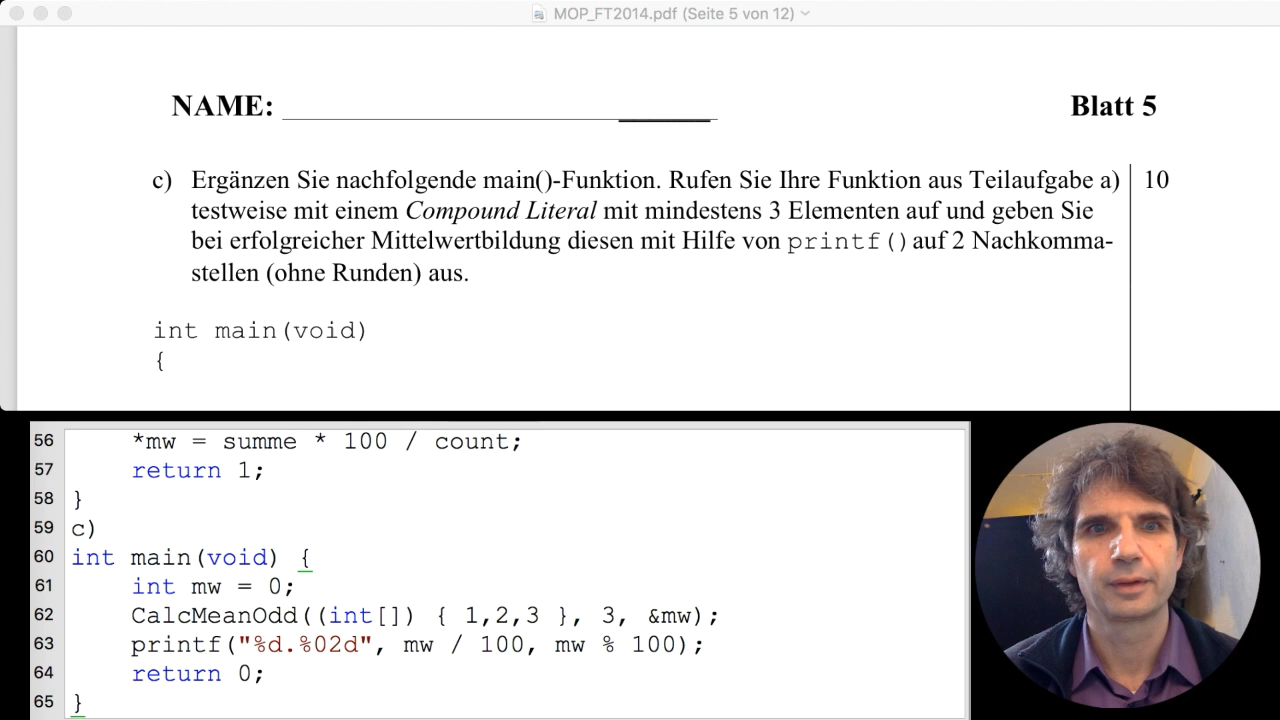 MOP_FT2014.pdf (Seite 5 von 12)
NAME: Blatt 5
c) Ergänzen Sie nachfolgende main()-Funktion. Rufen Sie Ihre Funktion aus Teilaufgabe a) 10
testweise mit einem Compound Literal mit mindestens 3 Elementen auf und geben Sie
bei erfolgreicher Mittelwertbildung diesen mit Hilfe von printf() auf 2 Nachkomma-
stellen (ohne Runden) aus.
int main(void)
{
56 *mw = summe * 100 / count;
57 return 1;
58 }
59 c)
60 int main(void) {
61 int mw = 0;
62 CalcMeanOdd((int[]) { 1,2,3 }, 3, &mw);
63 printf("%d.%02d", mw / 100, mw % 100);
64 return 0;
65 }